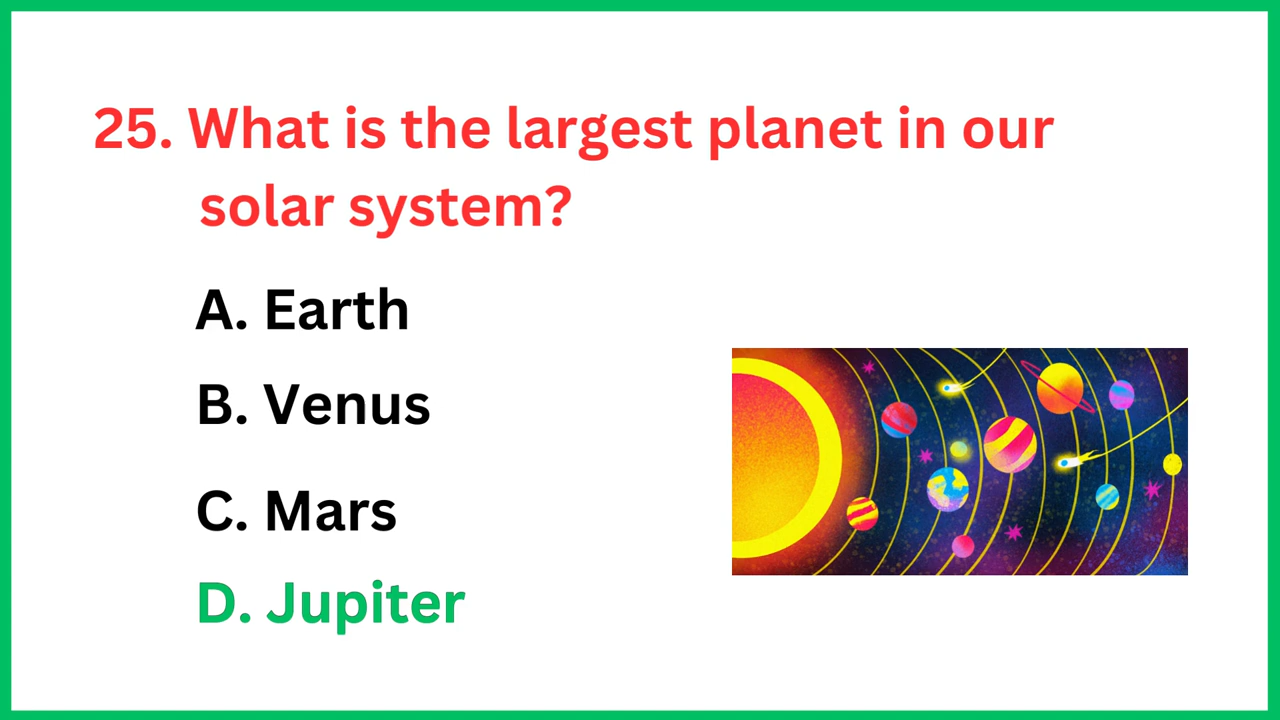 25. What is the largest planet in our
solar system?
A. Earth
B. Venus
C. Mars
D. Jupiter